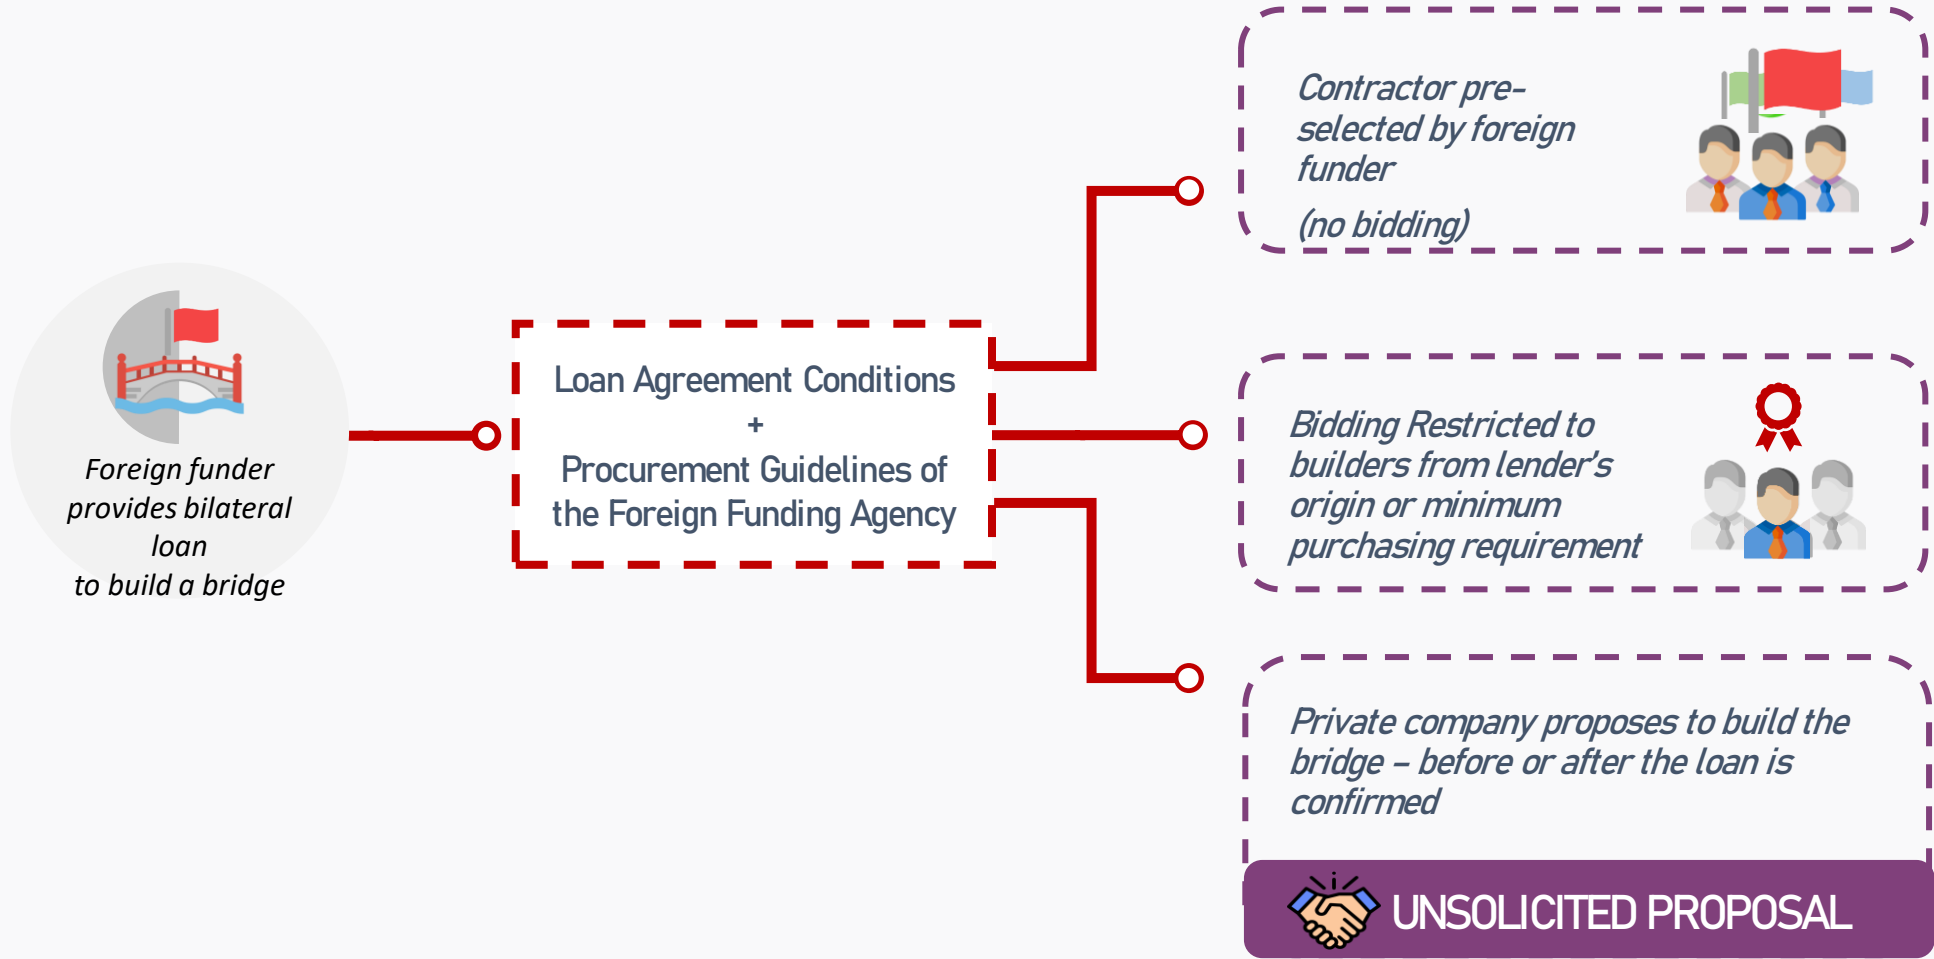 Foreign funder
provides bilateral
loan
to build a bridge
Loan Agreement Conditions
+
Procurement Guidelines of
the Foreign Funding Agency
Contractor pre-
selected by foreign
funder
(no bidding)
Bidding Restricted to
builders from lender's
origin or minimum
purchasing requirement
Private company proposes to build the
bridge – before or after the loan is
confirmed
UNSOLICITED PROPOSAL